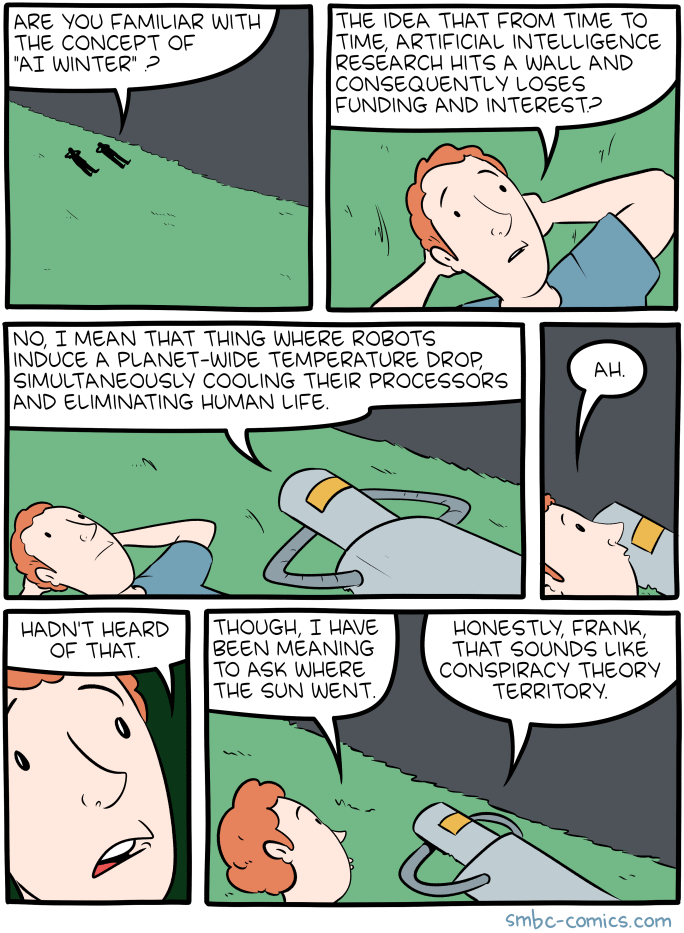 ARE YOU FAMILIAR WITH
THE CONCEPT OF
"AI WINTER" ?
THE IDEA THAT FROM TIME TO
TIME, ARTIFICIAL INTELLIGENCE
RESEARCH HITS A WALL AND
CONSEQUENTLY LOSES
FUNDING AND INTEREST?
NO, I MEAN THAT THING WHERE ROBOTS
INDUCE A PLANET-WIDE TEMPERATURE DROP,
SIMULTANEOUSLY COOLING THEIR PROCESSORS
AND ELIMINATING HUMAN LIFE.
AH.
HADN'T HEARD
OF THAT.
THOUGH, I HAVE
BEEN MEANING
TO ASK WHERE
THE SUN WENT.
HONESTLY, FRANK,
THAT SOUNDS LIKE
CONSPIRACY THEORY
TERRITORY.
smbc-comics.com